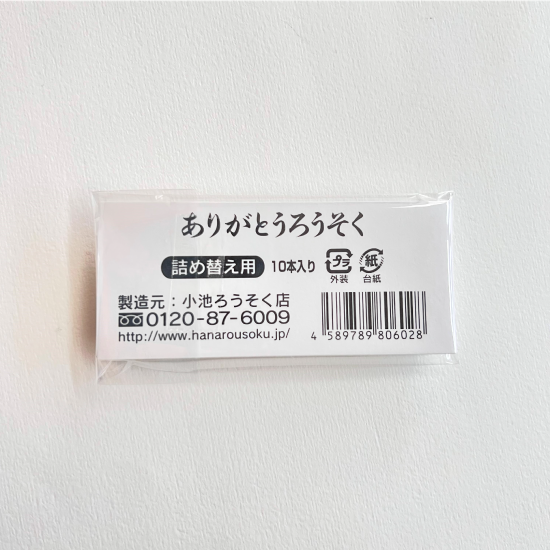 ありがとうろうそく
詰め替え用 10本入り プラ 外装 紙 台紙
製造元：小池ろうそく店
0120-87-6009
http://www.hanarousoku.jp/
4 589789 806028